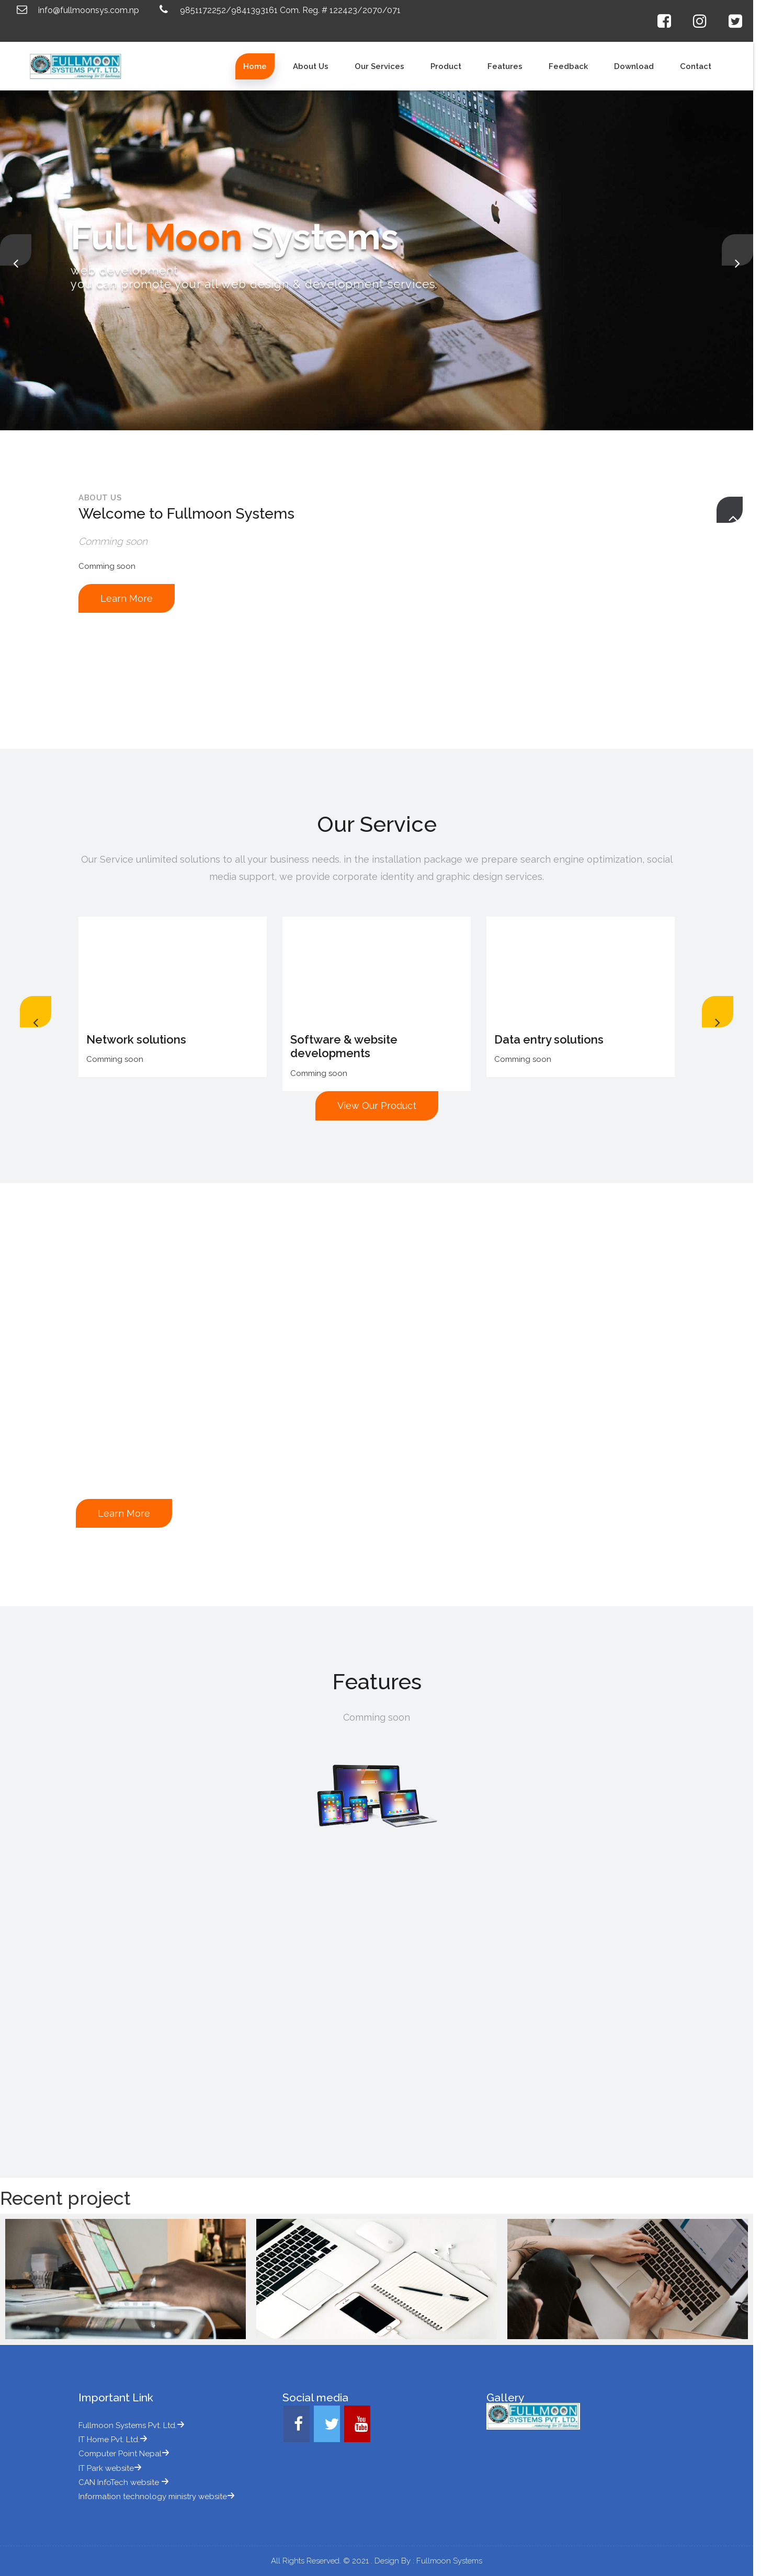 info@fullmoonsys.com.np
9851172252/9841393161 Com. Reg. # 122423/2070/071
FULLMOON
SYSTEMS PVT. LTD.
Home
About Us
Our Services
Product
Features
Feedback
Download
Contact
Full Moon Systems
web development,
you can promote your all web design & development services.
ABOUT US
Welcome to Fullmoon Systems
Comming soon
Comming soon
Learn More
Our Service
Our Service unlimited solutions to all your business needs. in the installation package we prepare search engine optimization, social
media support, we provide corporate identity and graphic design services.
Network solutions
Comming soon
Software & website
developments
Comming soon
Data entry solutions
Comming soon
View Our Product
Learn More
Features
Comming soon
Recent project
Important Link
Fullmoon Systems Pvt. Ltd.
IT Home Pvt. Ltd.
Computer Point Nepal
IT Park website
CAN InfoTech website
Information technology ministry website
Social media
You
Tube
Gallery
FULLMOON
SYSTEMS PVT. LTD.
All Rights Reserved. © 2021 . Design By : Fullmoon Systems